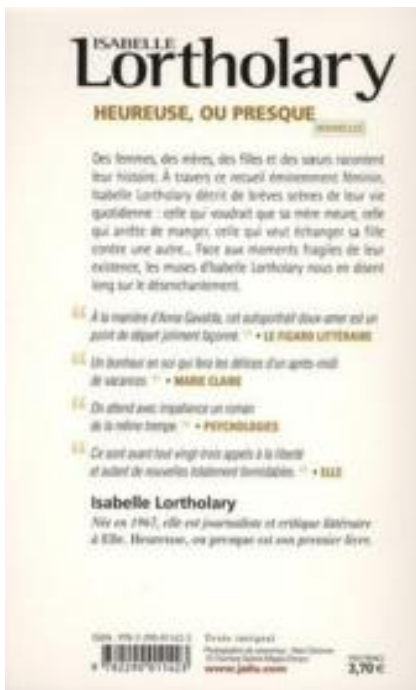 ISABELLE
Lortholary
HEUREUSE, OU PRESQUE
NOUVELLES
Des femmes, des mères, des filles et des sœurs racontent
leur histoire. À travers ce recueil éminemment féminin,
Isabelle Lortholary décrit de brèves scènes de leur vie
quotidienne : celle qui voudrait que sa mère meure, celle
qui arrête de manger, celle qui veut échanger sa fille
contre une autre... Face aux moments fragiles de leur
existence, les muses d'Isabelle Lortholary nous en disent
long sur le désenchantement.
“ À la manière d'Anna Gavalda, cet autoportrait doux-amer est un
point de départ joliment façonné. ” • LE FIGARO LITTÉRAIRE
“ Un bonheur en soi qui fera les délices d'un après-midi
de vacances. ” • MARIE CLAIRE
“ On attend avec impatience un roman
de la même trempe. ” • PSYCHOLOGIES
“ Ce sont avant tout vingt-trois appels à la liberté
et autant de nouvelles totalement formidables. ” • ELLE
Isabelle Lortholary
Née en 1967, elle est journaliste et critique littéraire
à Elle. Heureuse, ou presque est son premier livre.
Texte intégral
www.jailu.com
3,70 €